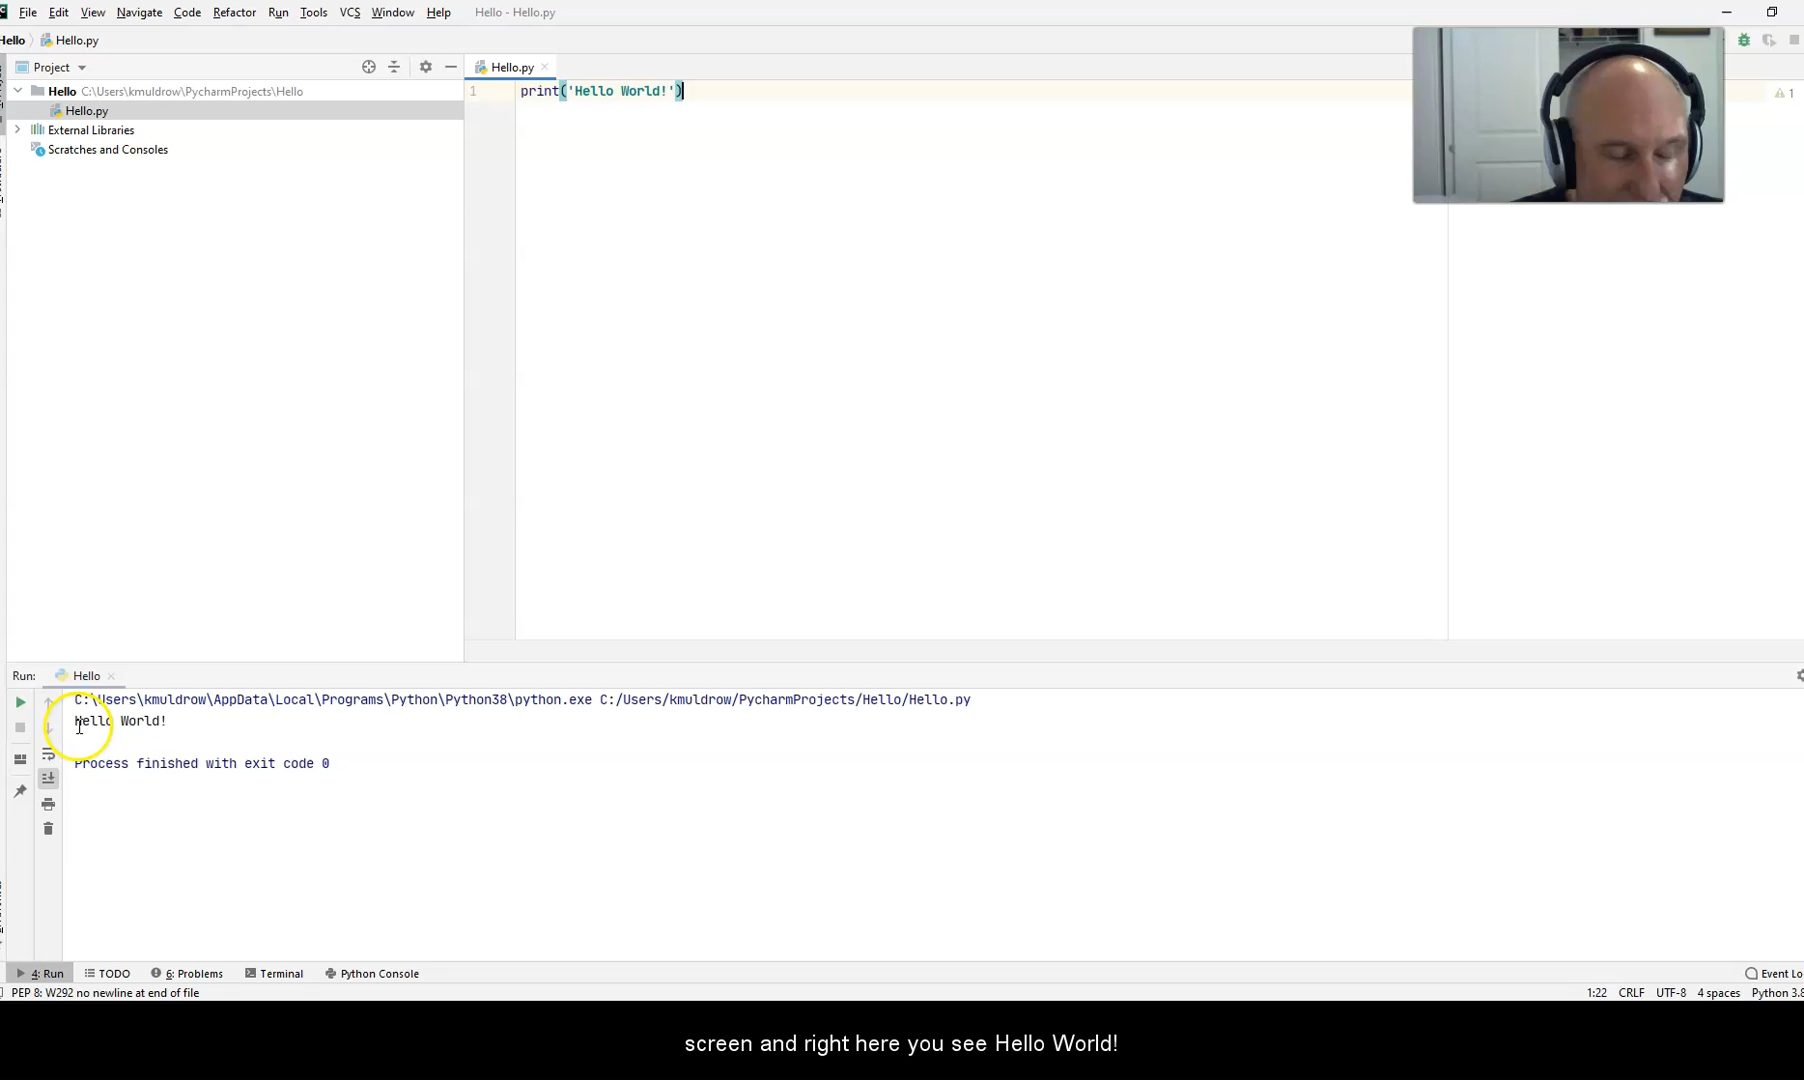 File Edit View Navigate Code Refactor Run Tools VCS Window Help Hello - Hello.py
Hello Hello.py
Project
Hello.py
1
print('Hello World!')
1
Hello C:\Users\kmuldrow\PycharmProjects\Hello
Hello.py
External Libraries
Scratches and Consoles
Run: Hello
C:\Users\kmuldrow\AppData\Local\Programs\Python\Python38\python.exe C:/Users/kmuldrow/PycharmProjects/Hello/Hello.py
Hello World!
Process finished with exit code 0
4: Run TODO 6: Problems Terminal Python Console Event Lo
PEP 8: W292 no newline at end of file 1:22 CRLF UTF-8 4 spaces Python 3.8
screen and right here you see Hello World!